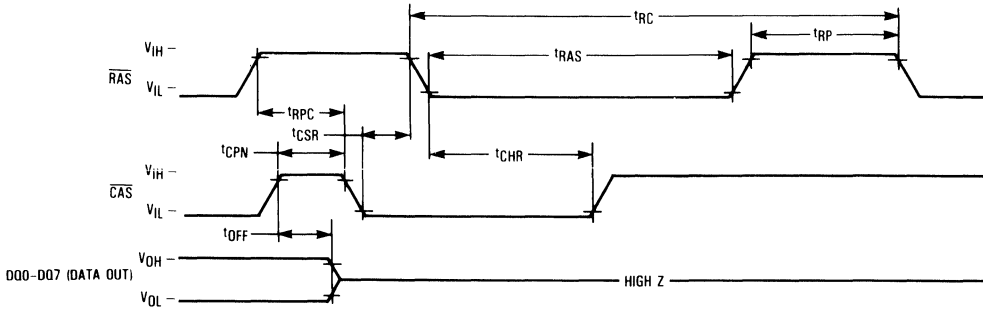 tRC
tRP
VIH
tRAS
RAS
VIL
tRPC
tCSR
tCPN
tCHR
VIH
CAS
VIL
tOFF
VOH
DQ0-DQ7 (DATA OUT)
HIGH Z
VOL